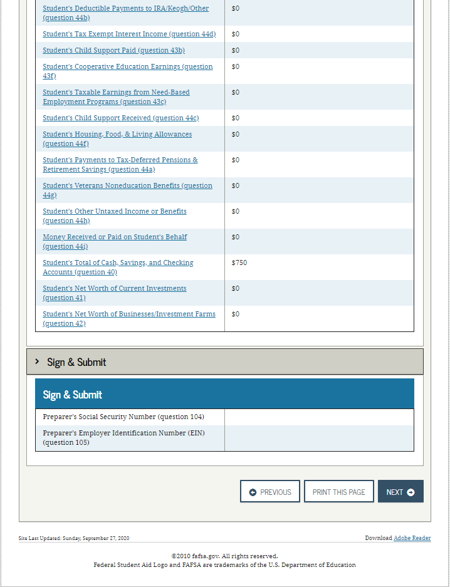 Student's Deductible Payments to IRA/Keogh/Other $0
(question 44b)
Student's Tax Exempt Interest Income (question 44d) $0
Student's Child Support Paid (question 43b) $0
Student's Cooperative Education Earnings (question $0
43f)
Student's Taxable Earnings from Need-Based $0
Employment Programs (question 43c)
Student's Child Support Received (question 44c) $0
Student's Housing, Food, & Living Allowances $0
(question 44f)
Student's Payments to Tax-Deferred Pensions & $0
Retirement Savings (question 44a)
Student's Veterans Noneducation Benefits (question $0
44g)
Student's Other Untaxed Income or Benefits $0
(question 44h)
Money Received or Paid on Student's Behalf $0
(question 44i)
Student's Total of Cash, Savings, and Checking $750
Accounts (question 40)
Student's Net Worth of Current Investments $0
(question 41)
Student's Net Worth of Businesses/Investment Farms $0
(question 42)
Sign & Submit
Sign & Submit
Preparer's Social Security Number (question 104)
Preparer's Employer Identification Number (EIN)
(question 105)
PREVIOUS PRINT THIS PAGE NEXT
Site Last Updated: Sunday, September 27, 2020 Download Adobe Reader
©2010 fafsa.gov. All rights reserved.
Federal Student Aid Logo and FAFSA are trademarks of the U.S. Department of Education